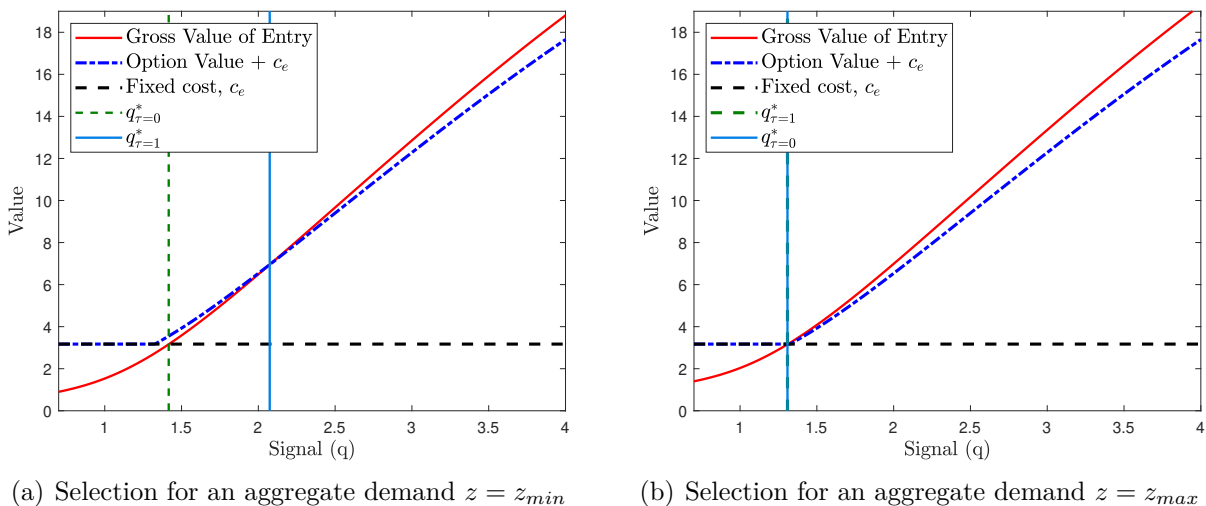 Gross Value of Entry
Option Value + c_e
Fixed cost, c_e
q*_{τ=0}
q*_{τ=1}
Value
18
16
14
12
10
8
6
4
2
0
1 1.5 2 2.5 3 3.5 4
Signal (q)
(a) Selection for an aggregate demand z = z_{min}
Gross Value of Entry
Option Value + c_e
Fixed cost, c_e
q*_{τ=1}
q*_{τ=0}
Value
18
16
14
12
10
8
6
4
2
0
1 1.5 2 2.5 3 3.5 4
Signal (q)
(b) Selection for an aggregate demand z = z_{max}